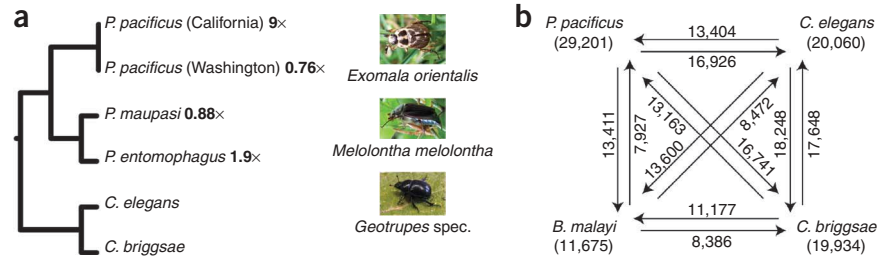 a
P. pacificus (California) 9×
P. pacificus (Washington) 0.76×
P. maupasi 0.88×
P. entomophagus 1.9×
C. elegans
C. briggsae
Exomala orientalis
Melolontha melolontha
Geotrupes spec.
b
P. pacificus
(29,201)
C. elegans
(20,060)
13,404
16,926
13,411
7,927
13,163
8,472
13,600
16,741
18,248
17,648
11,177
8,386
B. malayi
(11,675)
C. briggsae
(19,934)